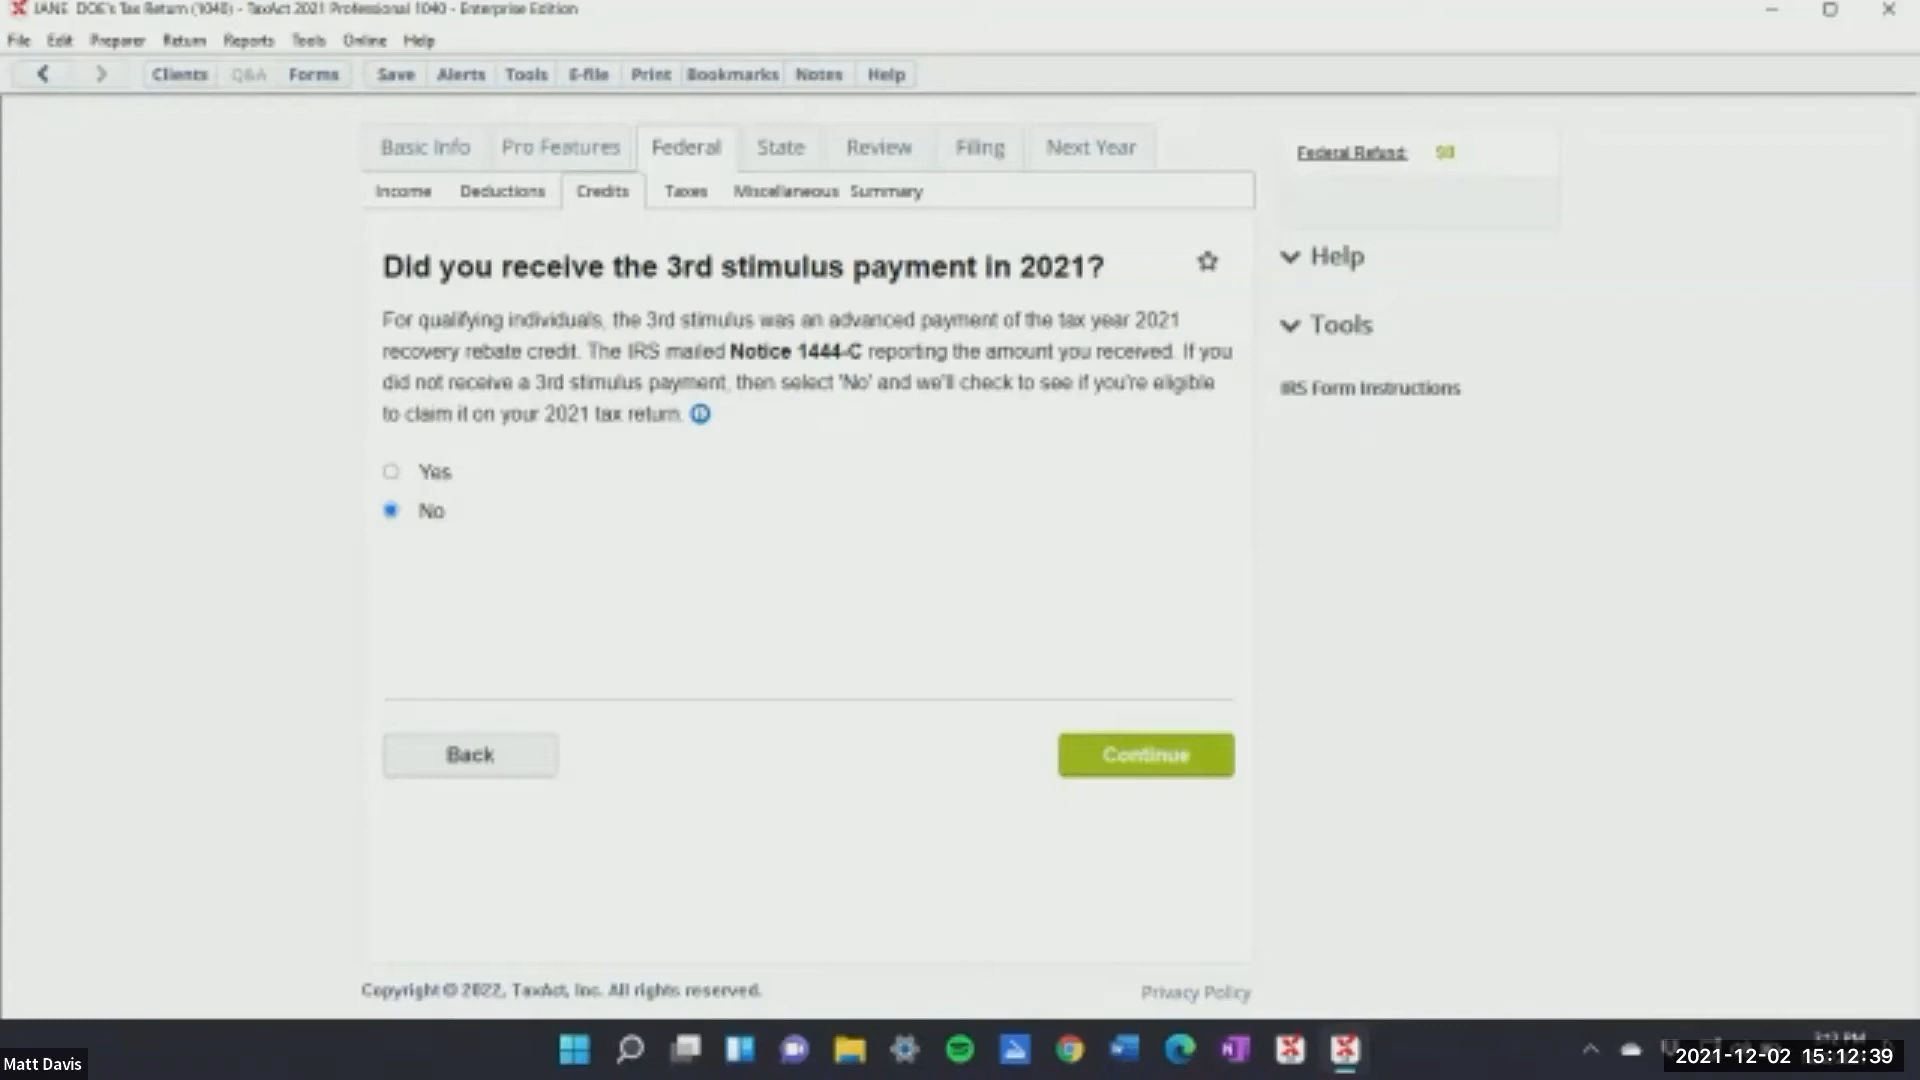 JANE DOE's Tax Return (1040) - TaxAct 2021 Professional 1040 - Enterprise Edition
File Edit Preparer Return Reports Tools Online Help
Clients Q&A Forms Save Alerts Tools E-file Print Bookmarks Notes Help
Basic Info Pro Features Federal State Review Filing Next Year
Federal Refund: $0
Income Deductions Credits Taxes Miscellaneous Summary
Did you receive the 3rd stimulus payment in 2021?
Help
For qualifying individuals, the 3rd stimulus was an advanced payment of the tax year 2021
recovery rebate credit. The IRS mailed Notice 1444-C reporting the amount you received. If you
did not receive a 3rd stimulus payment, then select 'No' and we'll check to see if you're eligible
to claim it on your 2021 tax return.
Tools
IRS Form Instructions
Yes
No
Back
Continue
Copyright © 2022, TaxAct, Inc. All rights reserved.
Privacy Policy
Matt Davis
2021-12-02 15:12:39